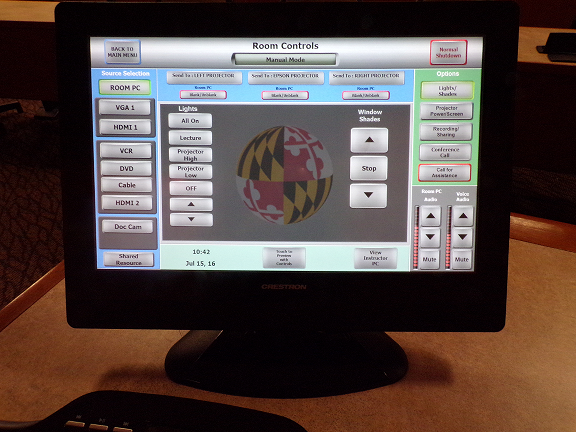 BACK TO
MAIN MENU
Room Controls
Manual Mode
Normal
Shutdown
Source Selection
ROOM PC
VGA 1
HDMI 1
VCR
DVD
Cable
HDMI 2
Doc Cam
Shared
Resource
Send To : LEFT PROJECTOR
Send To : EPSON PROJECTOR
Send To : RIGHT PROJECTOR
Room PC
Room PC
Room PC
Blank/Unblank
Blank/Unblank
Blank/Unblank
Lights
All On
Lecture
Projector
High
Projector
Low
OFF
Window
Shades
Stop
Options
Lights/
Shades
Projector
Power/Screen
Recording/
Sharing
Conference
Call
Call for
Assistance
Room PC
Audio
Mute
Voice
Audio
Mute
10:42
Jul 15, 16
Touch to
Preview
with
Controls
View
Instructor
PC
CRESTRON